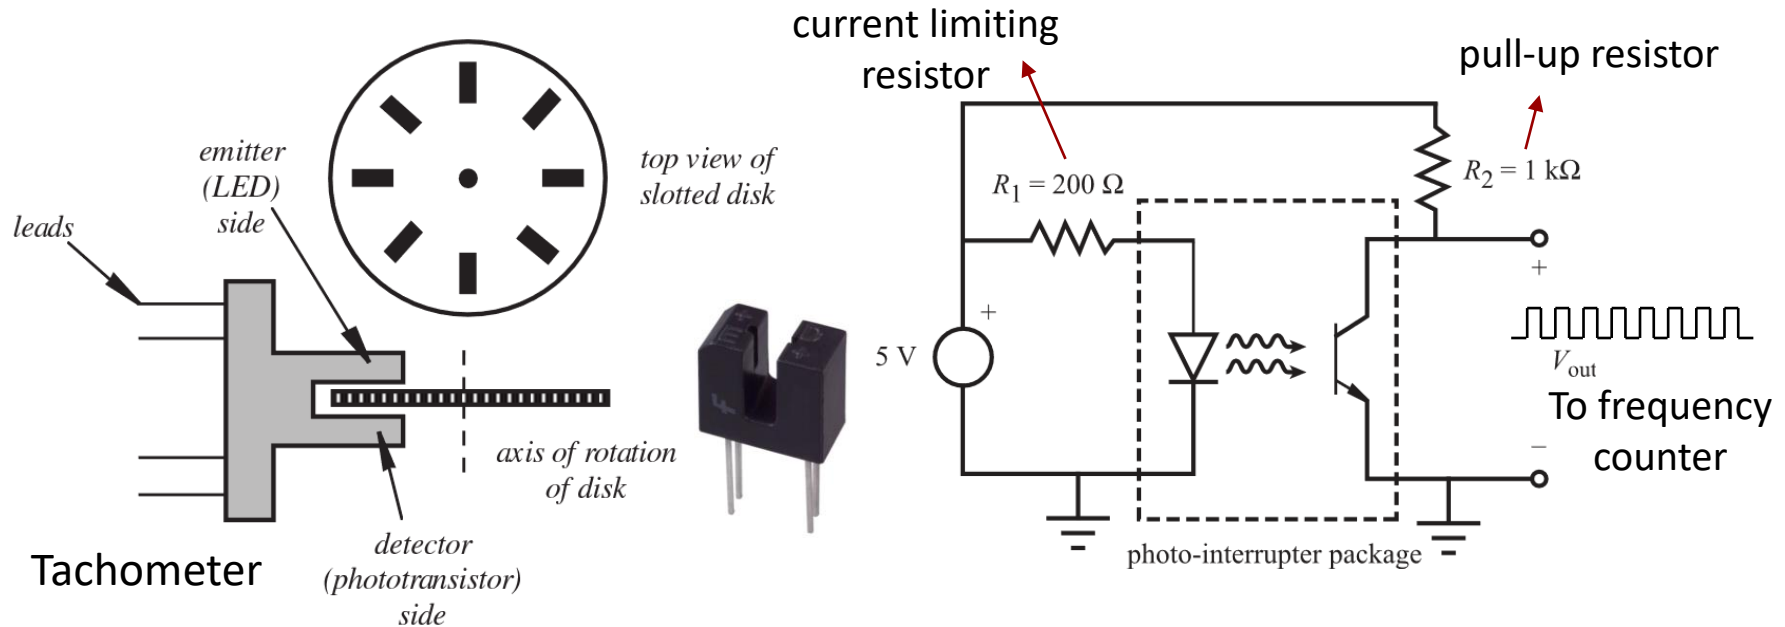 current limiting
resistor
pull-up resistor
emitter
(LED)
side
top view of
slotted disk
leads
R1 = 200 Ω
R2 = 1 kΩ
+
+
5 V
Vout
To frequency
counter
−
axis of rotation
of disk
E
D
+
+
4
photo-interrupter package
detector
(phototransistor)
side
Tachometer